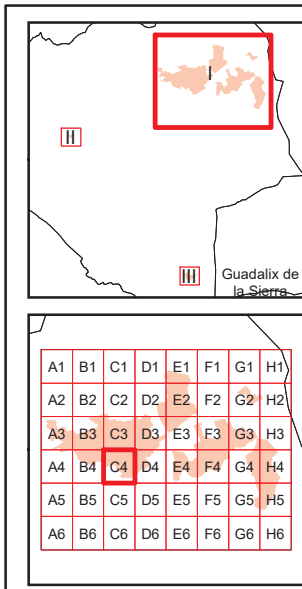 I
II
III
Guadalix de
la Sierra
A1 B1 C1 D1 E1 F1 G1 H1
A2 B2 C2 D2 E2 F2 G2 H2
A3 B3 C3 D3 E3 F3 G3 H3
A4 B4 C4 D4 E4 F4 G4 H4
A5 B5 C5 D5 E5 F5 G5 H5
A6 B6 C6 D6 E6 F6 G6 H6